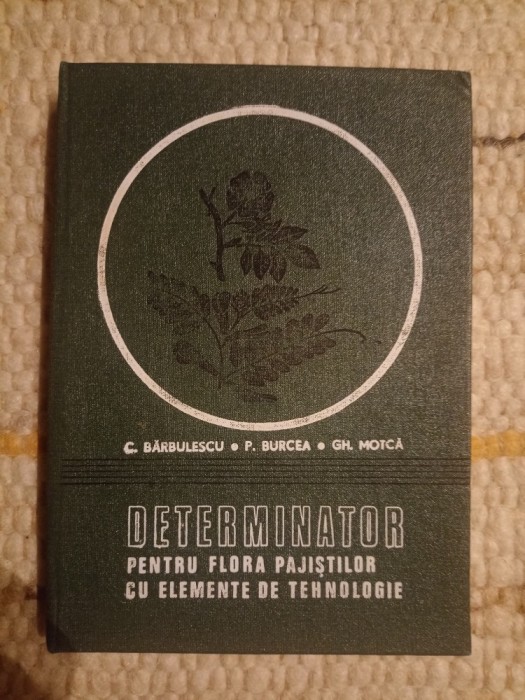 C. BĂRBULESCU • P. BURCEA • GH. MOTCĂ
DETERMINATOR
PENTRU FLORA PAJIȘTILOR
CU ELEMENTE DE TEHNOLOGIE